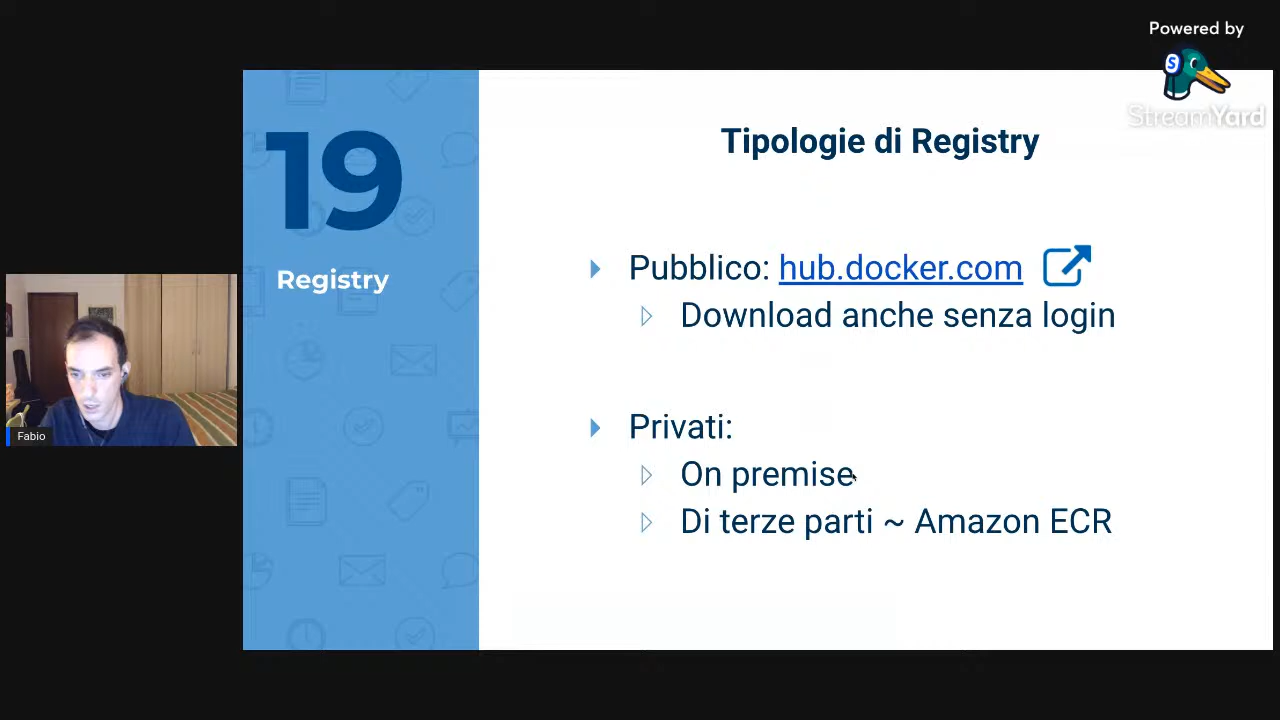 Powered by
StreamYard
19
Registry
Tipologie di Registry
Pubblico: hub.docker.com
Download anche senza login
Privati:
On premise
Di terze parti ~ Amazon ECR
Fabio